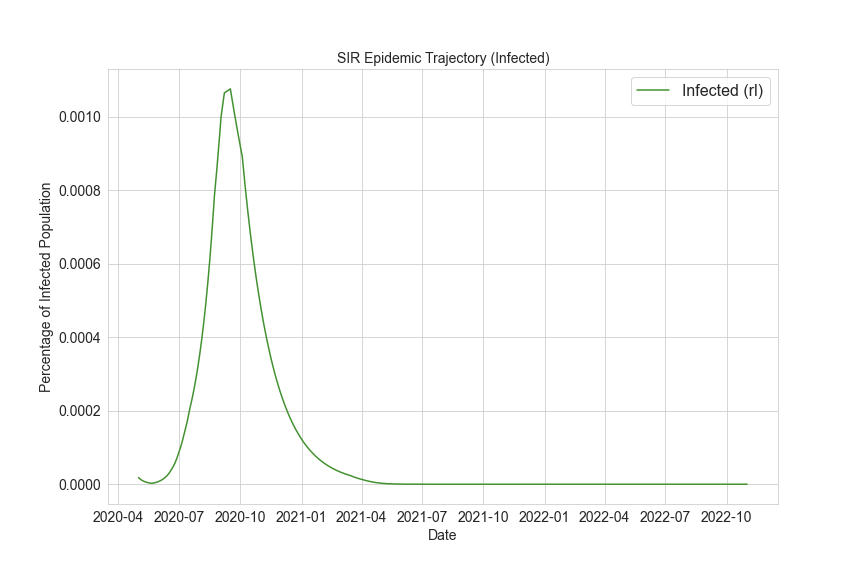 SIR Epidemic Trajectory (Infected)
Infected (rI)
Percentage of Infected Population
0.0010
0.0008
0.0006
0.0004
0.0002
0.0000
2020-04 2020-07 2020-10 2021-01 2021-04 2021-07 2021-10 2022-01 2022-04 2022-07 2022-10
Date